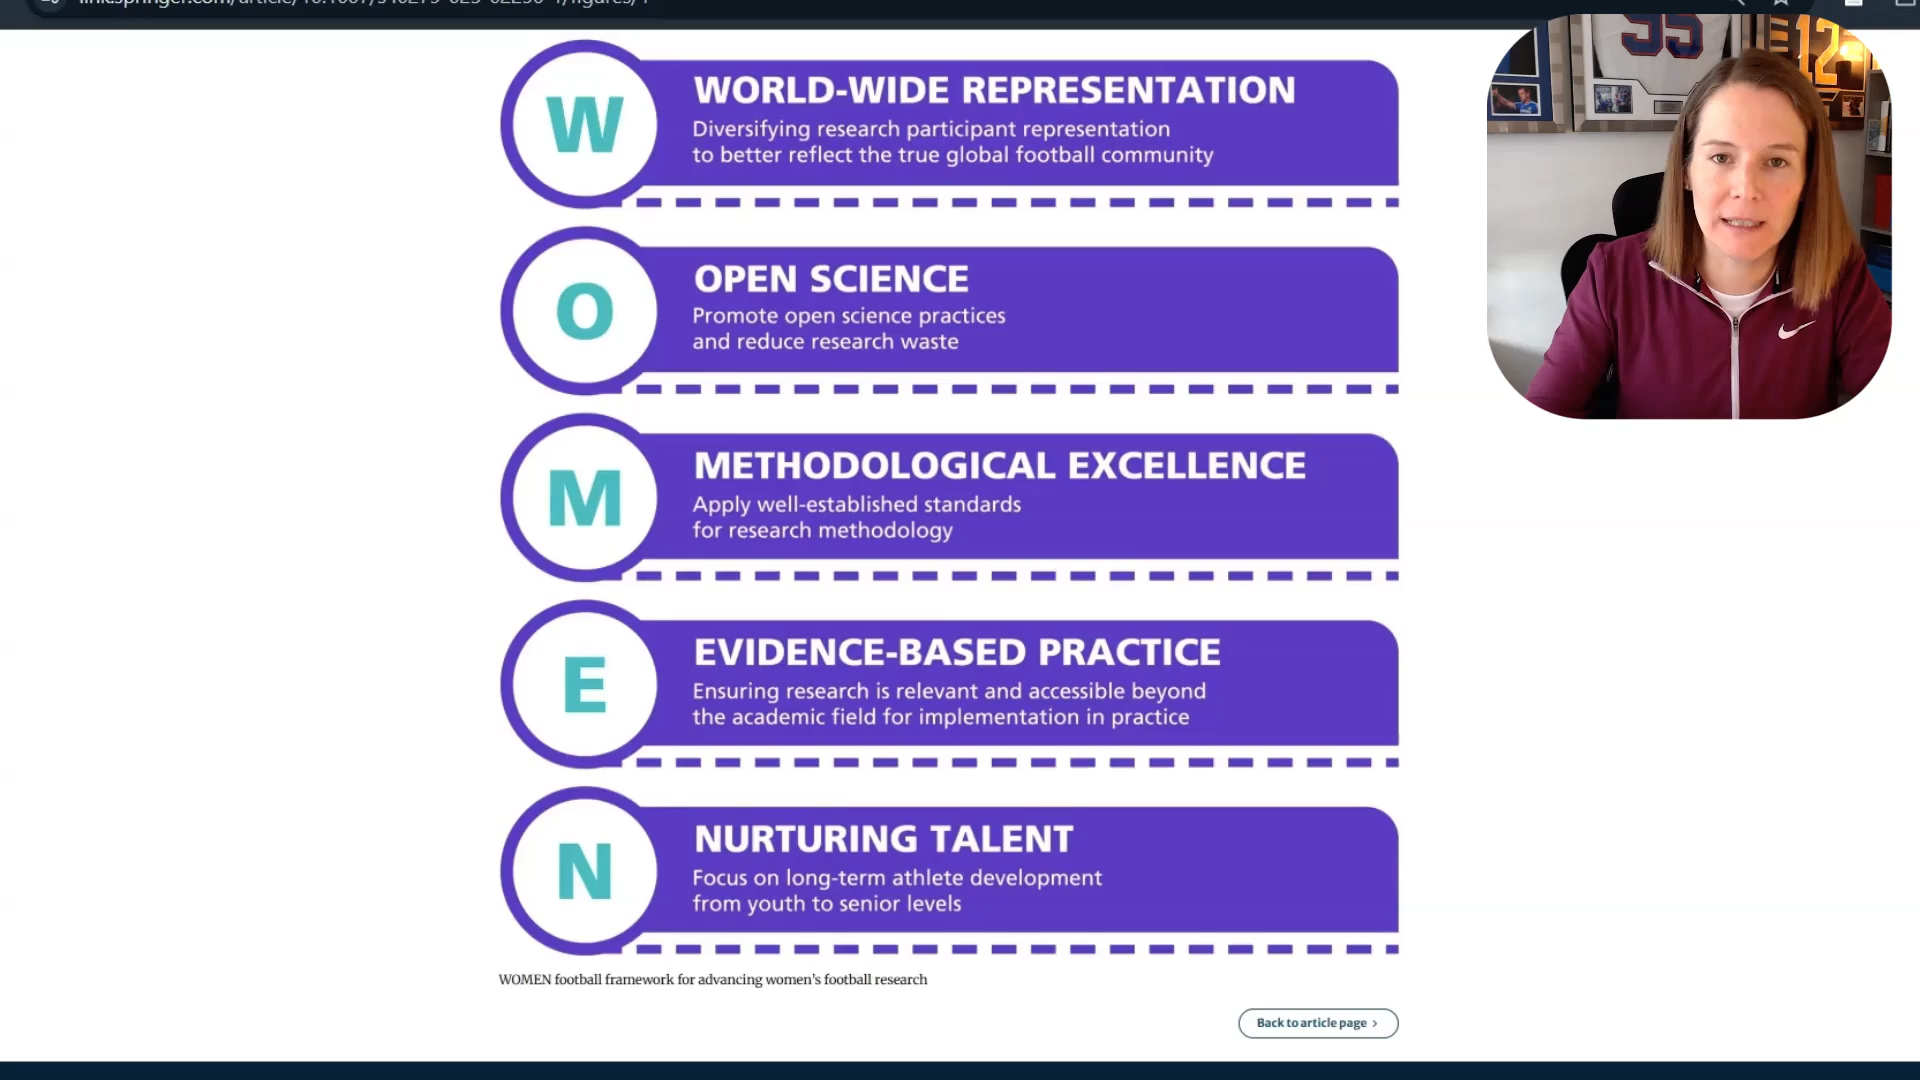 W
WORLD-WIDE REPRESENTATION
Diversifying research participant representation
to better reflect the true global football community
O
OPEN SCIENCE
Promote open science practices
and reduce research waste
M
METHODOLOGICAL EXCELLENCE
Apply well-established standards
for research methodology
E
EVIDENCE-BASED PRACTICE
Ensuring research is relevant and accessible beyond
the academic field for implementation in practice
N
NURTURING TALENT
Focus on long-term athlete development
from youth to senior levels
WOMEN football framework for advancing women's football research
Back to article page
12